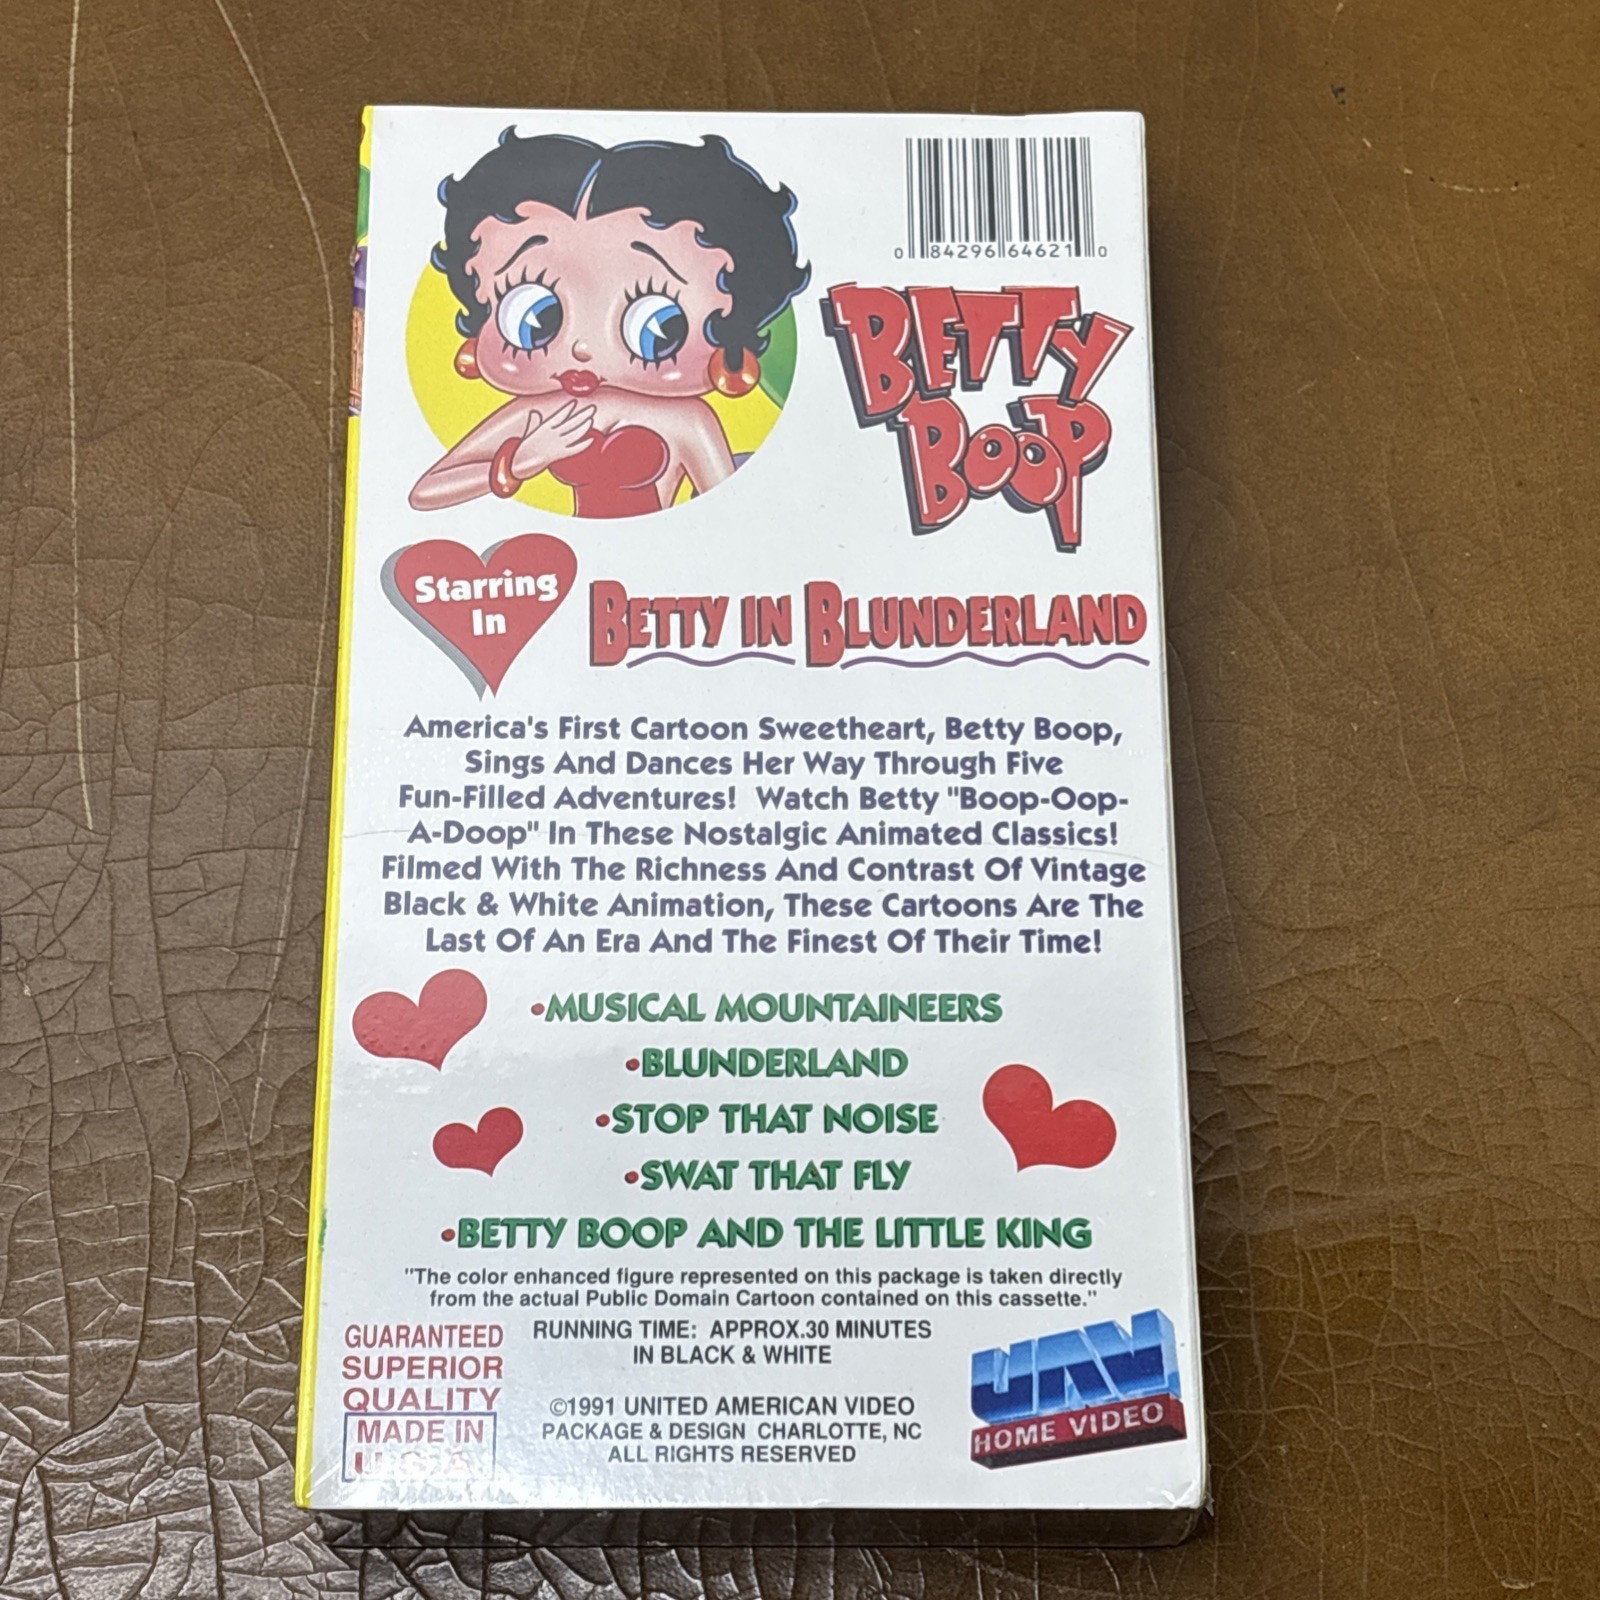 0 84296 64621 0
BETTY
BOOP
Starring
In
BETTY IN BLUNDERLAND
America's First Cartoon Sweetheart, Betty Boop,
Sings And Dances Her Way Through Five
Fun-Filled Adventures! Watch Betty "Boop-Oop-
A-Doop" In These Nostalgic Animated Classics!
Filmed With The Richness And Contrast Of Vintage
Black & White Animation, These Cartoons Are The
Last Of An Era And The Finest Of Their Time!
•MUSICAL MOUNTAINEERS
•BLUNDERLAND
•STOP THAT NOISE
•SWAT THAT FLY
•BETTY BOOP AND THE LITTLE KING
"The color enhanced figure represented on this package is taken directly
from the actual Public Domain Cartoon contained on this cassette."
GUARANTEED
SUPERIOR
QUALITY
MADE IN
U.S.A.
RUNNING TIME: APPROX.30 MINUTES
IN BLACK & WHITE
©1991 UNITED AMERICAN VIDEO
PACKAGE & DESIGN CHARLOTTE, NC
ALL RIGHTS RESERVED
UAV
HOME VIDEO